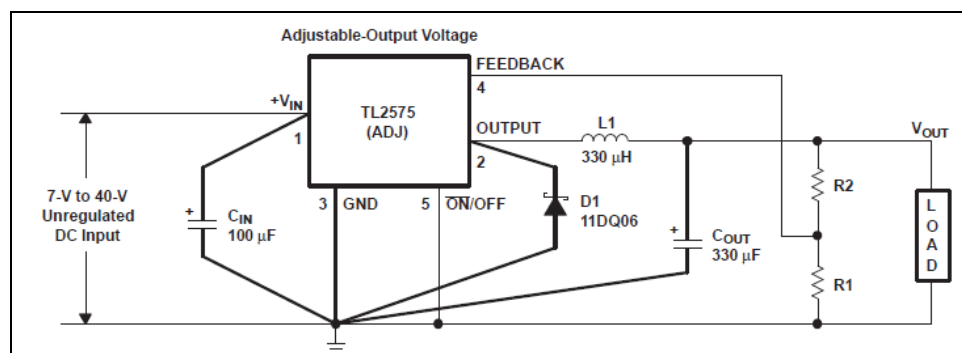 Adjustable-Output Voltage
FEEDBACK
4
+VIN
1
TL2575
(ADJ)
OUTPUT
2
L1
330 μH
VOUT
7-V to 40-V
Unregulated
DC Input
+
CIN
100 μF
3
GND
5
ON/OFF
D1
11DQ06
+
COUT
330 μF
R2
R1
LOAD